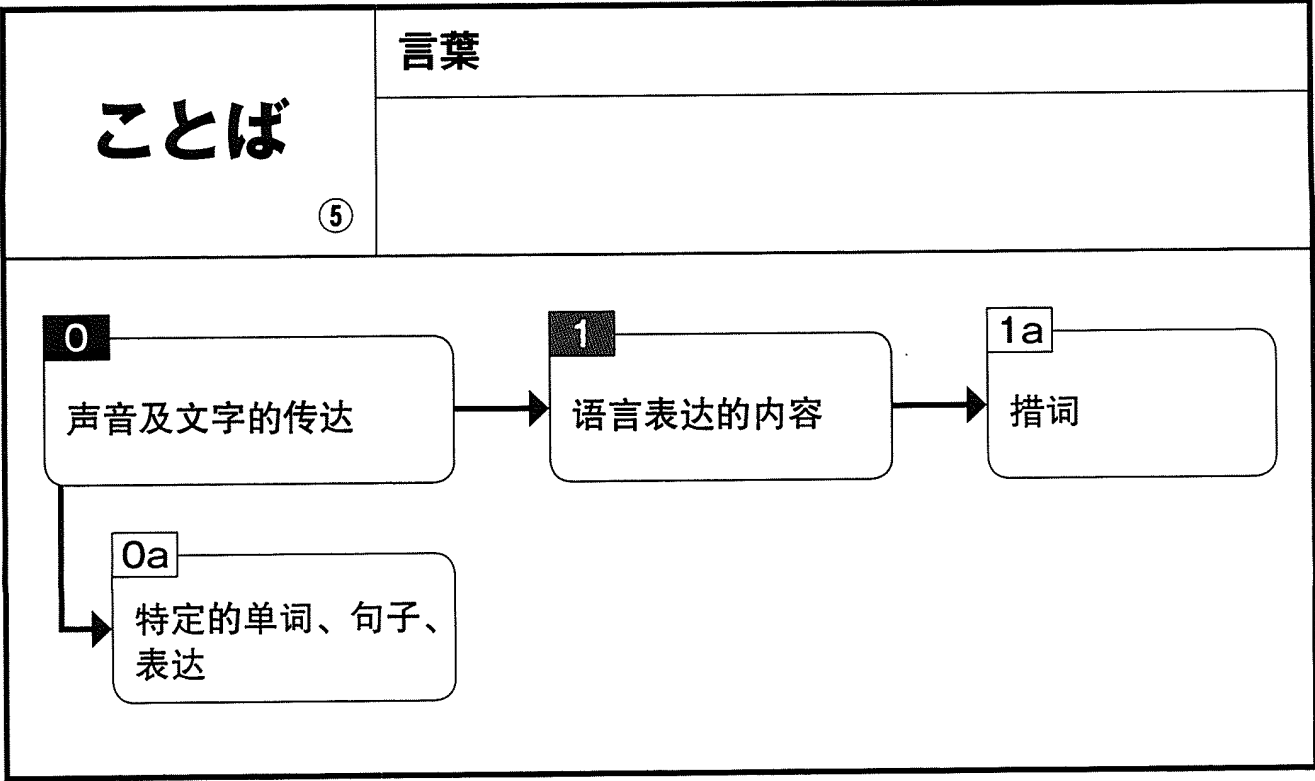 ことば
⑤
言葉
0
声音及文字的传达
1
语言表达的内容
1a
措词
0a
特定的单词、句子、
表达